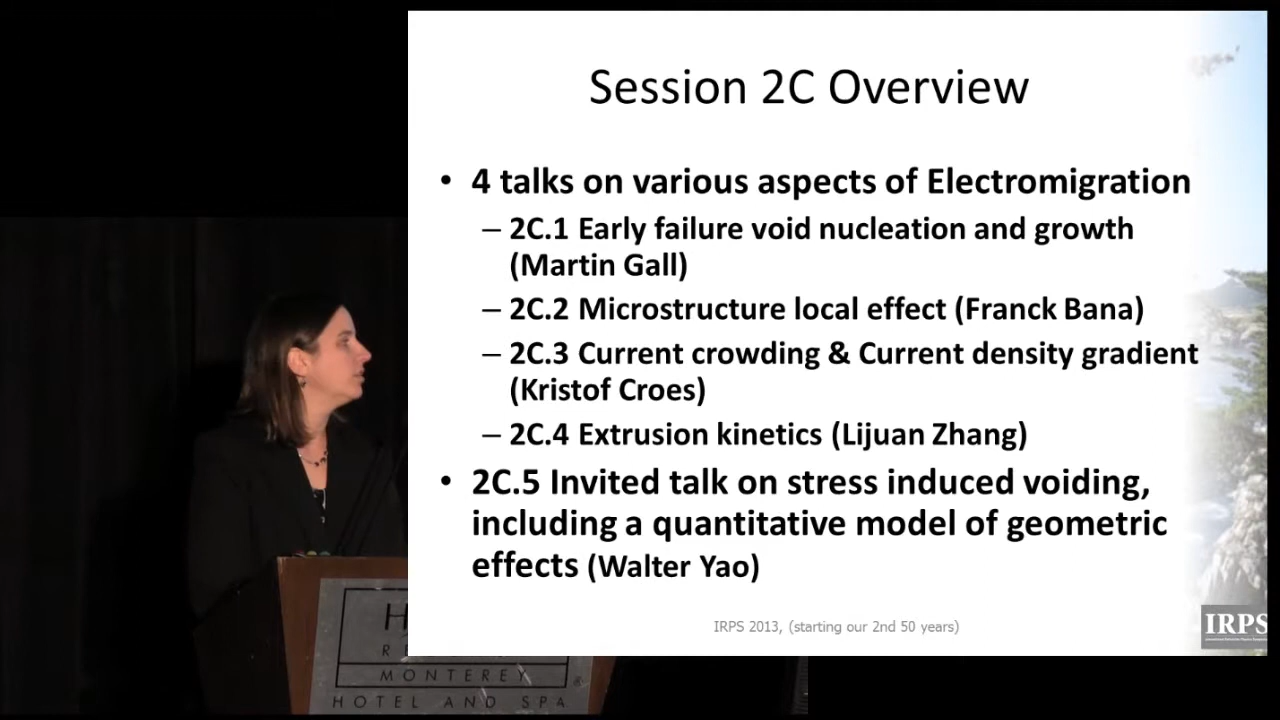 Session 2C Overview
• 4 talks on various aspects of Electromigration
– 2C.1 Early failure void nucleation and growth
(Martin Gall)
– 2C.2 Microstructure local effect (Franck Bana)
– 2C.3 Current crowding & Current density gradient
(Kristof Croes)
– 2C.4 Extrusion kinetics (Lijuan Zhang)
• 2C.5 Invited talk on stress induced voiding,
including a quantitative model of geometric
effects (Walter Yao)
IRPS 2013, (starting our 2nd 50 years)
IRPS
H
R
MONTEREY
HOTEL AND SPA